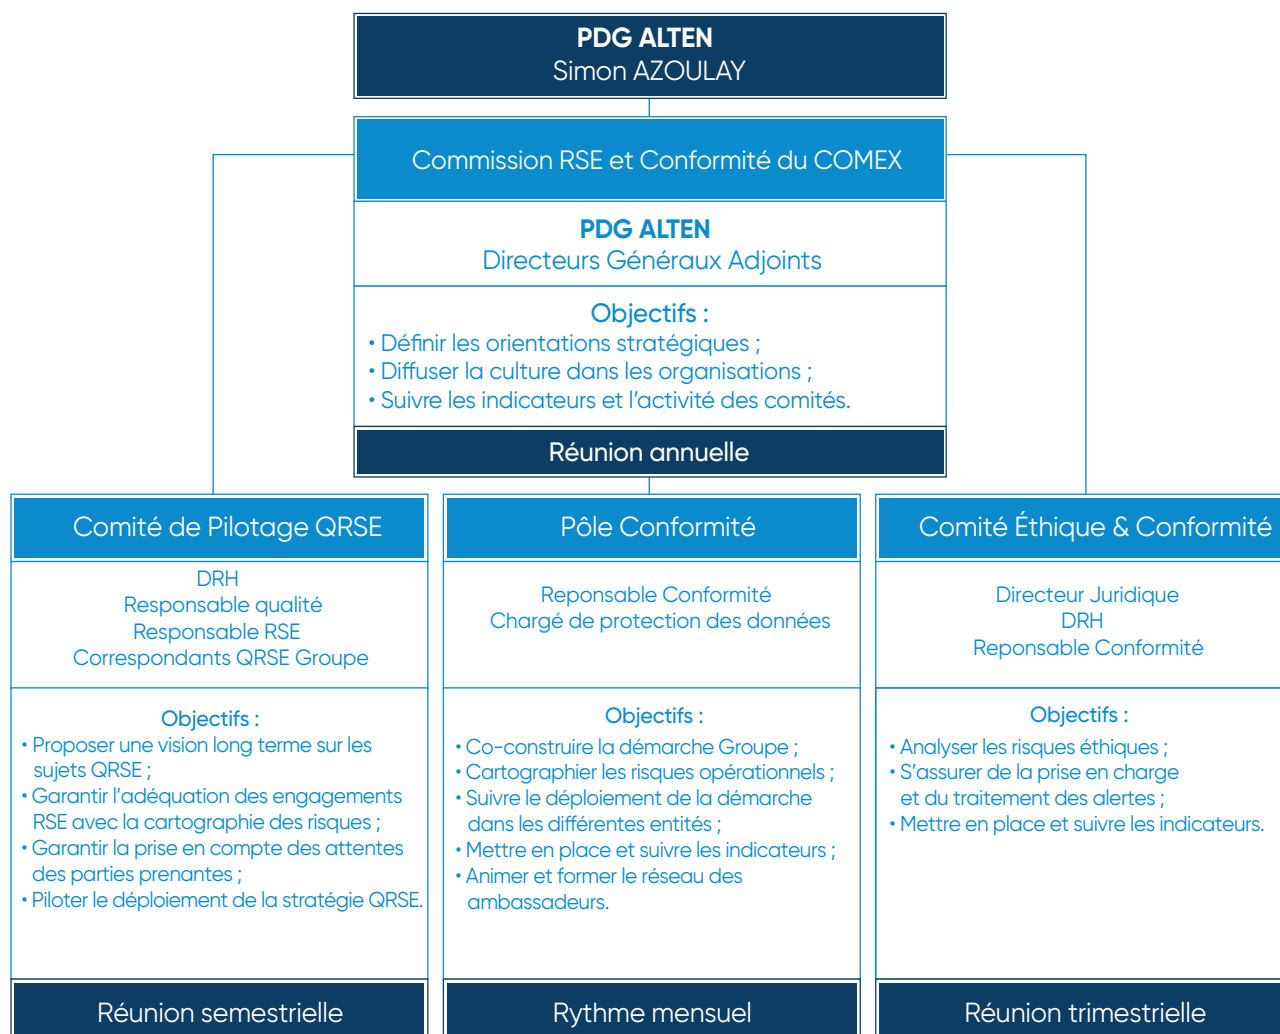 PDG ALTEN
Simon AZOULAY
Commission RSE et Conformité du COMEX
PDG ALTEN
Directeurs Généraux Adjoints
Objectifs :
• Définir les orientations stratégiques ;
• Diffuser la culture dans les organisations ;
• Suivre les indicateurs et l'activité des comités.
Réunion annuelle
Comité de Pilotage QRSE
DRH
Responsable qualité
Responsable RSE
Correspondants QRSE Groupe
Objectifs :
• Proposer une vision long terme sur les
sujets QRSE ;
• Garantir l'adéquation des engagements
RSE avec la cartographie des risques ;
• Garantir la prise en compte des attentes
des parties prenantes ;
• Piloter le déploiement de la stratégie QRSE.
Réunion semestrielle
Pôle Conformité
Reponsable Conformité
Chargé de protection des données
Objectifs :
• Co-construire la démarche Groupe ;
• Cartographier les risques opérationnels ;
• Suivre le déploiement de la démarche
dans les différentes entités ;
• Mettre en place et suivre les indicateurs ;
• Animer et former le réseau des
ambassadeurs.
Rythme mensuel
Comité Éthique & Conformité
Directeur Juridique
DRH
Reponsable Conformité
Objectifs :
• Analyser les risques éthiques ;
• S'assurer de la prise en charge
et du traitement des alertes ;
• Mettre en place et suivre les indicateurs.
Réunion trimestrielle